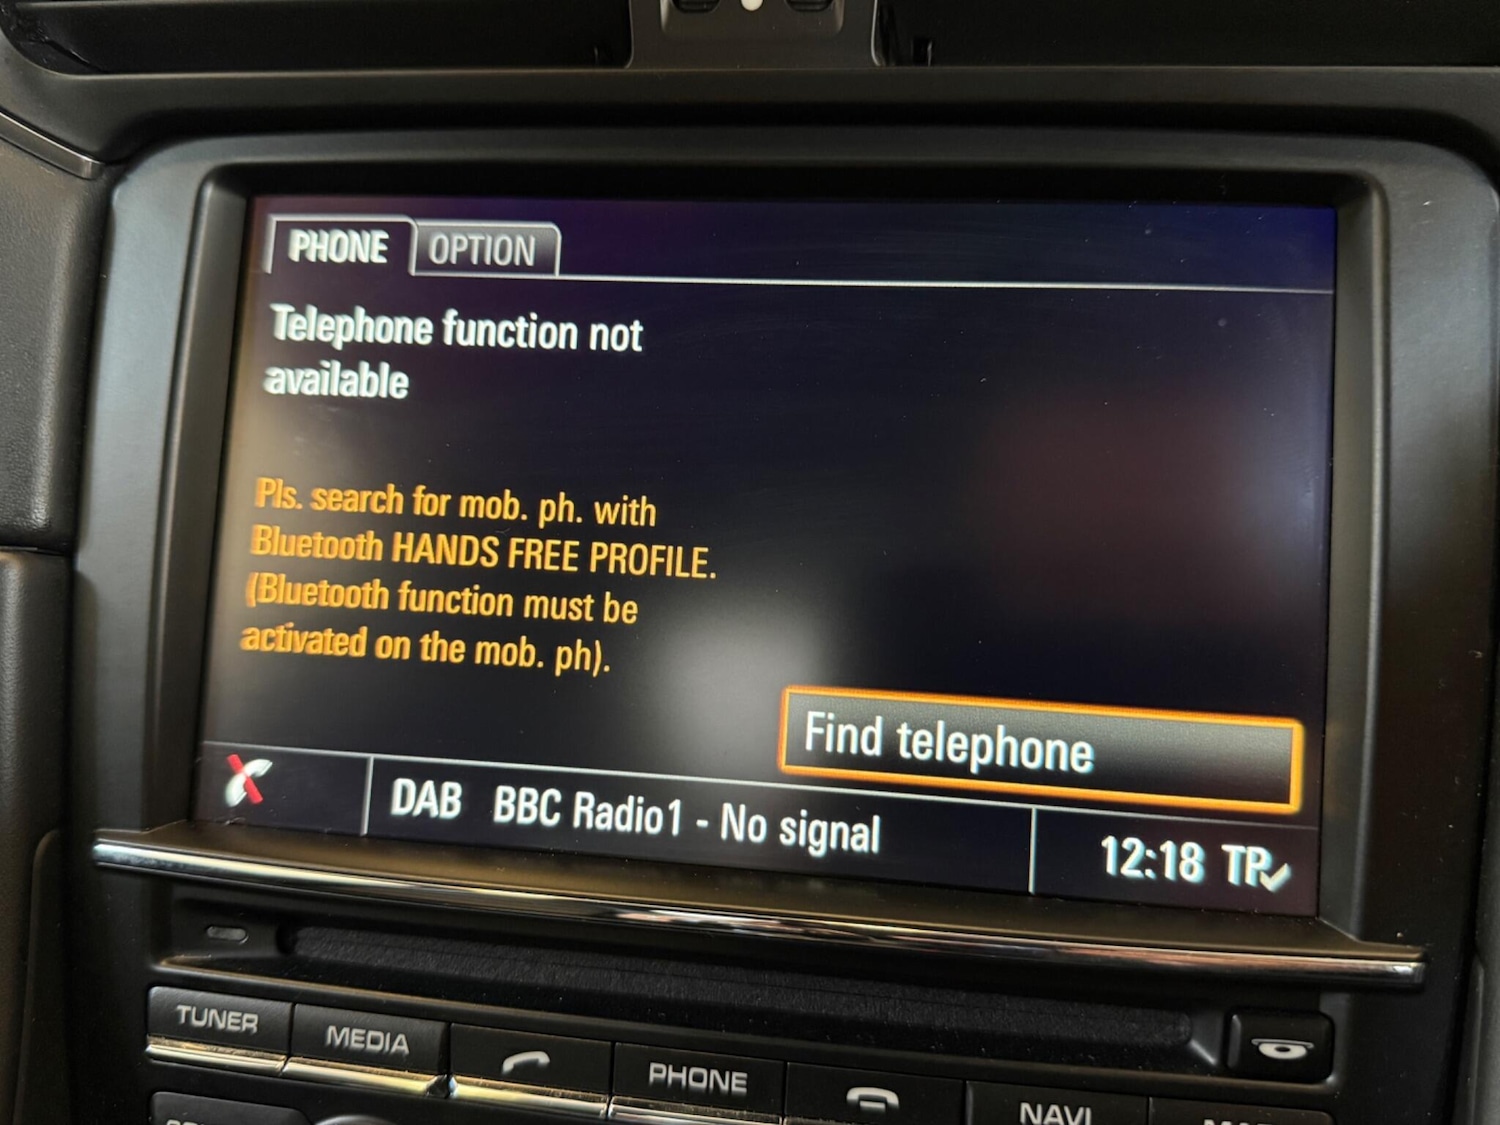 PHONE OPTION
Telephone function not
available
Pls. search for mob. ph. with
Bluetooth HANDS FREE PROFILE.
(Bluetooth function must be
activated on the mob. ph).
Find telephone
DAB BBC Radio1 - No signal
12:18 TP
TUNER MEDIA PHONE NAVI